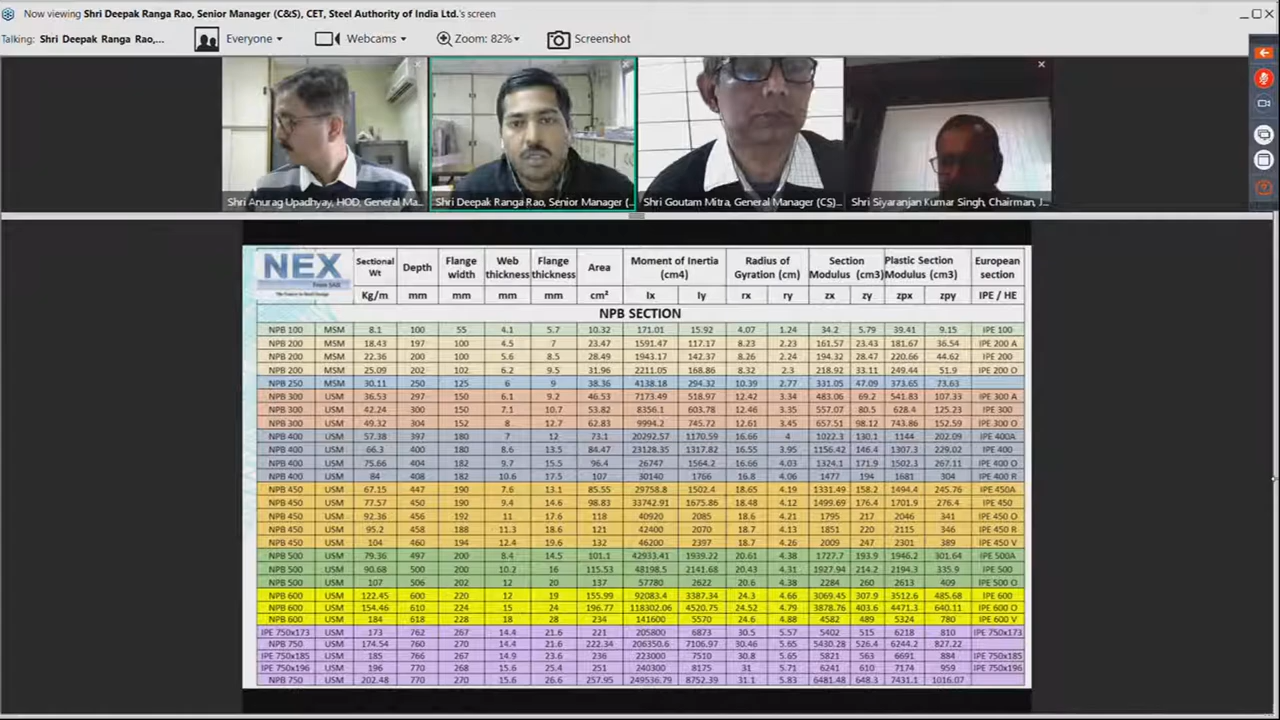 Now viewing Shri Deepak Ranga Rao, Senior Manager (C&S), CET, Steel Authority of India Ltd.'s screen
Talking: Shri Deepak Ranga Rao,... Everyone Webcams Zoom: 82% Screenshot
Shri Anurag Upadhyay, HOD, General Ma... Shri Deepak Ranga Rao, Senior Manager (... Shri Goutam Mitra, General Manager (CS)... Shri Siyaranjan Kumar Singh, Chairman, J...
NEX From SAIL Sectional Wt Depth Flange width Web thickness Flange thickness Area Moment of Inertia (cm4) Radius of Gyration (cm) Section Modulus (cm3) Plastic Section Modulus (cm3) European section
Kg/m mm mm mm mm cm² Ix Iy rx ry zx zy zpx zpy IPE / HE
NPB SECTION
NPB 100 MSM 8.1 100 55 4.1 5.7 10.32 171.01 15.92 4.07 1.24 34.2 5.79 39.41 9.15 IPE 100
NPB 200 MSM 18.43 197 100 4.5 7 23.47 1591.47 117.17 8.23 2.23 161.57 23.43 181.67 36.54 IPE 200 A
NPB 200 MSM 22.36 200 100 5.6 8.5 28.49 1943.17 142.37 8.26 2.24 194.32 28.47 220.66 44.62 IPE 200
NPB 200 MSM 25.09 202 102 6.2 9.5 31.96 2211.05 168.86 8.32 2.3 218.92 33.11 249.44 51.9 IPE 200 O
NPB 250 MSM 30.11 250 125 6 9 38.36 4138.18 294.32 10.39 2.77 331.05 47.09 373.65 73.63
NPB 300 USM 36.53 297 150 6.1 9.2 46.53 7173.49 518.97 12.42 3.34 483.06 69.2 541.83 107.33 IPE 300 A
NPB 300 USM 42.24 300 150 7.1 10.7 53.82 8356.1 603.78 12.46 3.35 557.07 80.5 628.4 125.23 IPE 300
NPB 300 USM 49.32 304 152 8 12.7 62.83 9994.2 745.72 12.61 3.45 657.51 98.12 743.86 152.59 IPE 300 O
NPB 400 USM 57.38 397 180 7 12 73.1 20292.57 1170.59 16.66 4 1022.3 130.1 1144 202.09 IPE 400A
NPB 400 USM 66.3 400 180 8.6 13.5 84.47 23128.35 1317.82 16.55 3.95 1156.42 146.4 1307.3 229.02 IPE 400
NPB 400 USM 75.66 404 182 9.7 15.5 96.4 26747 1564.2 16.66 4.03 1324.1 171.9 1502.3 267.11 IPE 400 O
NPB 400 USM 84 408 182 10.6 17.5 107 30140 1766 16.8 4.06 1477 194 1681 304 IPE 400 R
NPB 450 USM 67.15 447 190 7.6 13.1 85.55 29758.8 1502.4 18.65 4.19 1331.49 158.2 1494.4 245.76 IPE 450A
NPB 450 USM 77.57 450 190 9.4 14.6 98.83 33742.91 1675.86 18.48 4.12 1499.69 176.4 1701.9 276.4 IPE 450
NPB 450 USM 92.36 456 192 11 17.6 118 40920 2085 18.6 4.21 1795 217 2046 341 IPE 450 O
NPB 450 USM 95.2 458 188 11.3 18.6 121 42400 2070 18.7 4.13 1851 220 2115 346 IPE 450 R
NPB 450 USM 104 460 194 12.4 19.6 132 46200 2397 18.7 4.26 2009 247 2301 389 IPE 450 V
NPB 500 USM 79.36 497 200 8.4 14.5 101.1 42933.41 1939.22 20.61 4.38 1727.7 193.9 1946.2 301.64 IPE 500A
NPB 500 USM 90.68 500 200 10.2 16 115.53 48198.5 2141.68 20.43 4.31 1927.94 214.2 2194.3 335.9 IPE 500
NPB 500 USM 107 506 202 12 20 137 57780 2622 20.6 4.38 2284 260 2613 409 IPE 500 O
NPB 600 USM 122.45 600 220 12 19 155.99 92083.4 3387.34 24.3 4.66 3069.45 307.9 3512.6 485.68 IPE 600
NPB 600 USM 154.46 610 224 15 24 196.77 118302.06 4520.75 24.52 4.79 3878.76 403.6 4471.3 640.11 IPE 600 O
NPB 600 USM 184 618 228 18 28 234 141600 5570 24.6 4.88 4582 489 5324 780 IPE 600 V
IPE 750x173 USM 173 762 267 14.4 21.6 221 205800 6873 30.5 5.57 5402 515 6218 810 IPE 750x173
NPB 750 USM 174.54 760 270 14.4 21.6 222.34 206350.6 7106.97 30.46 5.65 5430.28 526.4 6244.2 827.22
IPE 750x185 USM 185 766 267 14.9 23.6 236 223000 7510 30.8 5.65 5821 563 6691 884 IPE 750x185
IPE 750x196 USM 196 770 268 15.6 25.4 251 240300 8175 31 5.71 6241 610 7174 959 IPE 750x196
NPB 750 USM 202.48 770 270 15.6 26.6 257.95 249536.79 8752.39 31.1 5.83 6481.48 648.3 7431.1 1016.07